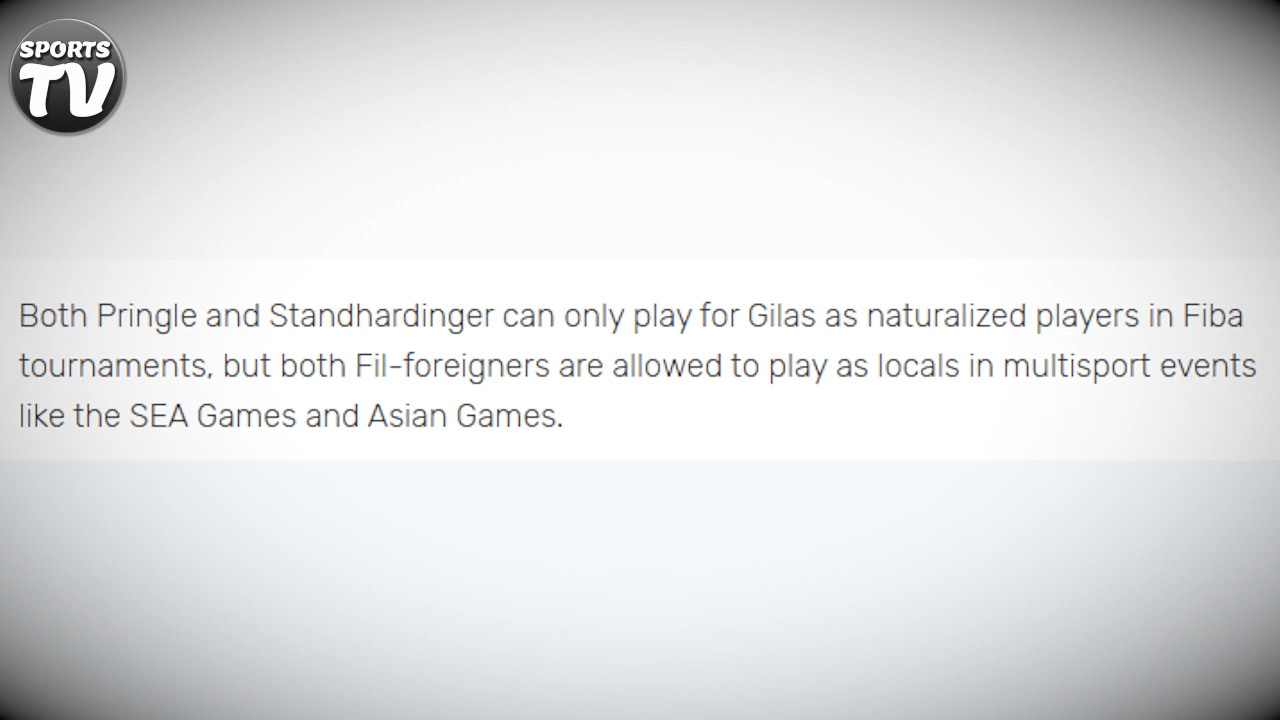 SPORTS
TV
Both Pringle and Standhardinger can only play for Gilas as naturalized players in Fiba
tournaments, but both Fil-foreigners are allowed to play as locals in multisport events
like the SEA Games and Asian Games.